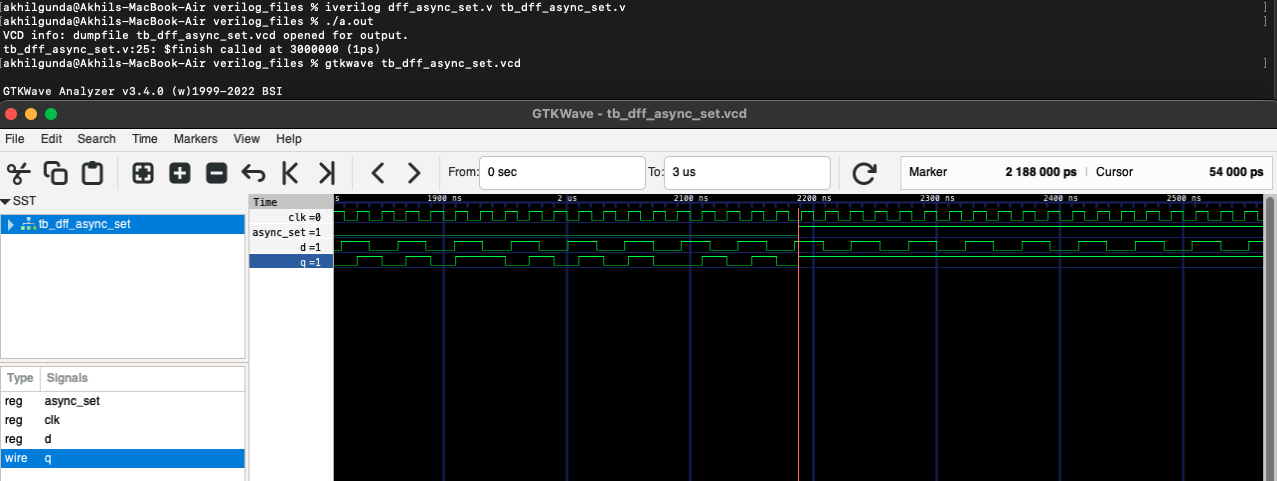 [akhilgunda@Akhils-MacBook-Air verilog_files % iverilog dff_async_set.v tb_dff_async_set.v ]
[akhilgunda@Akhils-MacBook-Air verilog_files % ./a.out ]
VCD info: dumpfile tb_dff_async_set.vcd opened for output.
tb_dff_async_set.v:25: $finish called at 3000000 (1ps)
[akhilgunda@Akhils-MacBook-Air verilog_files % gtkwave tb_dff_async_set.vcd ]
GTKWave Analyzer v3.4.0 (w)1999-2022 BSI
GTKWave - tb_dff_async_set.vcd
File Edit Search Time Markers View Help
From: 0 sec To: 3 us Marker 2 188 000 ps | Cursor 54 000 ps
SST
tb_dff_async_set
Time
s 1900 ns 2 us 2100 ns 2200 ns 2300 ns 2400 ns 2500 ns
clk =0
async_set =1
d =1
q =1
Type Signals
reg async_set
reg clk
reg d
wire q